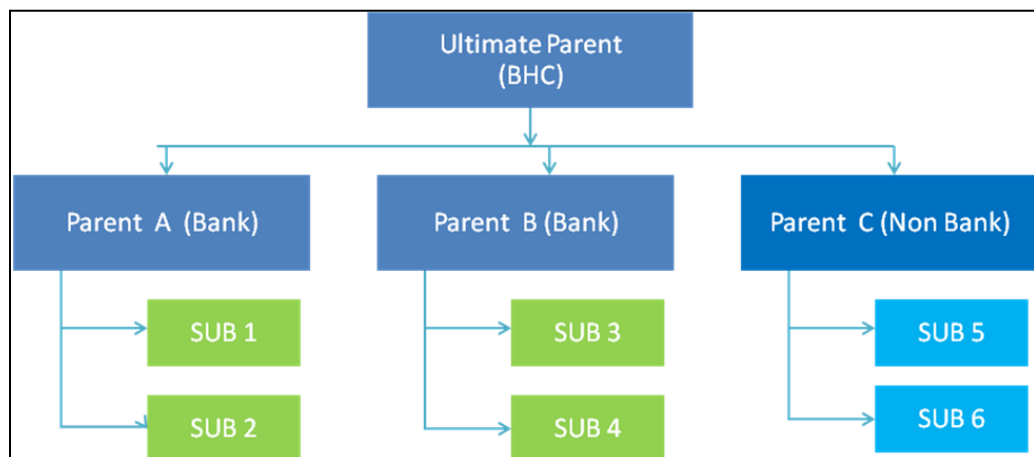 Ultimate Parent
(BHC)
Parent A (Bank)
Parent B (Bank)
Parent C (Non Bank)
SUB 1
SUB 3
SUB 5
SUB 2
SUB 4
SUB 6